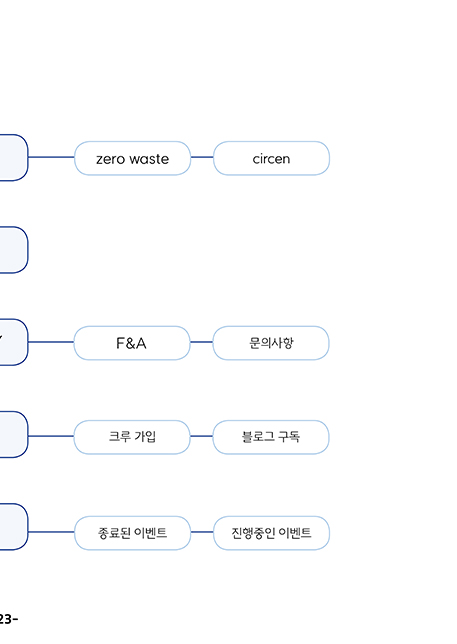 zero waste
circen
F&A
문의사항
크루 가입
블로그 구독
종료된 이벤트
진행중인 이벤트
23-